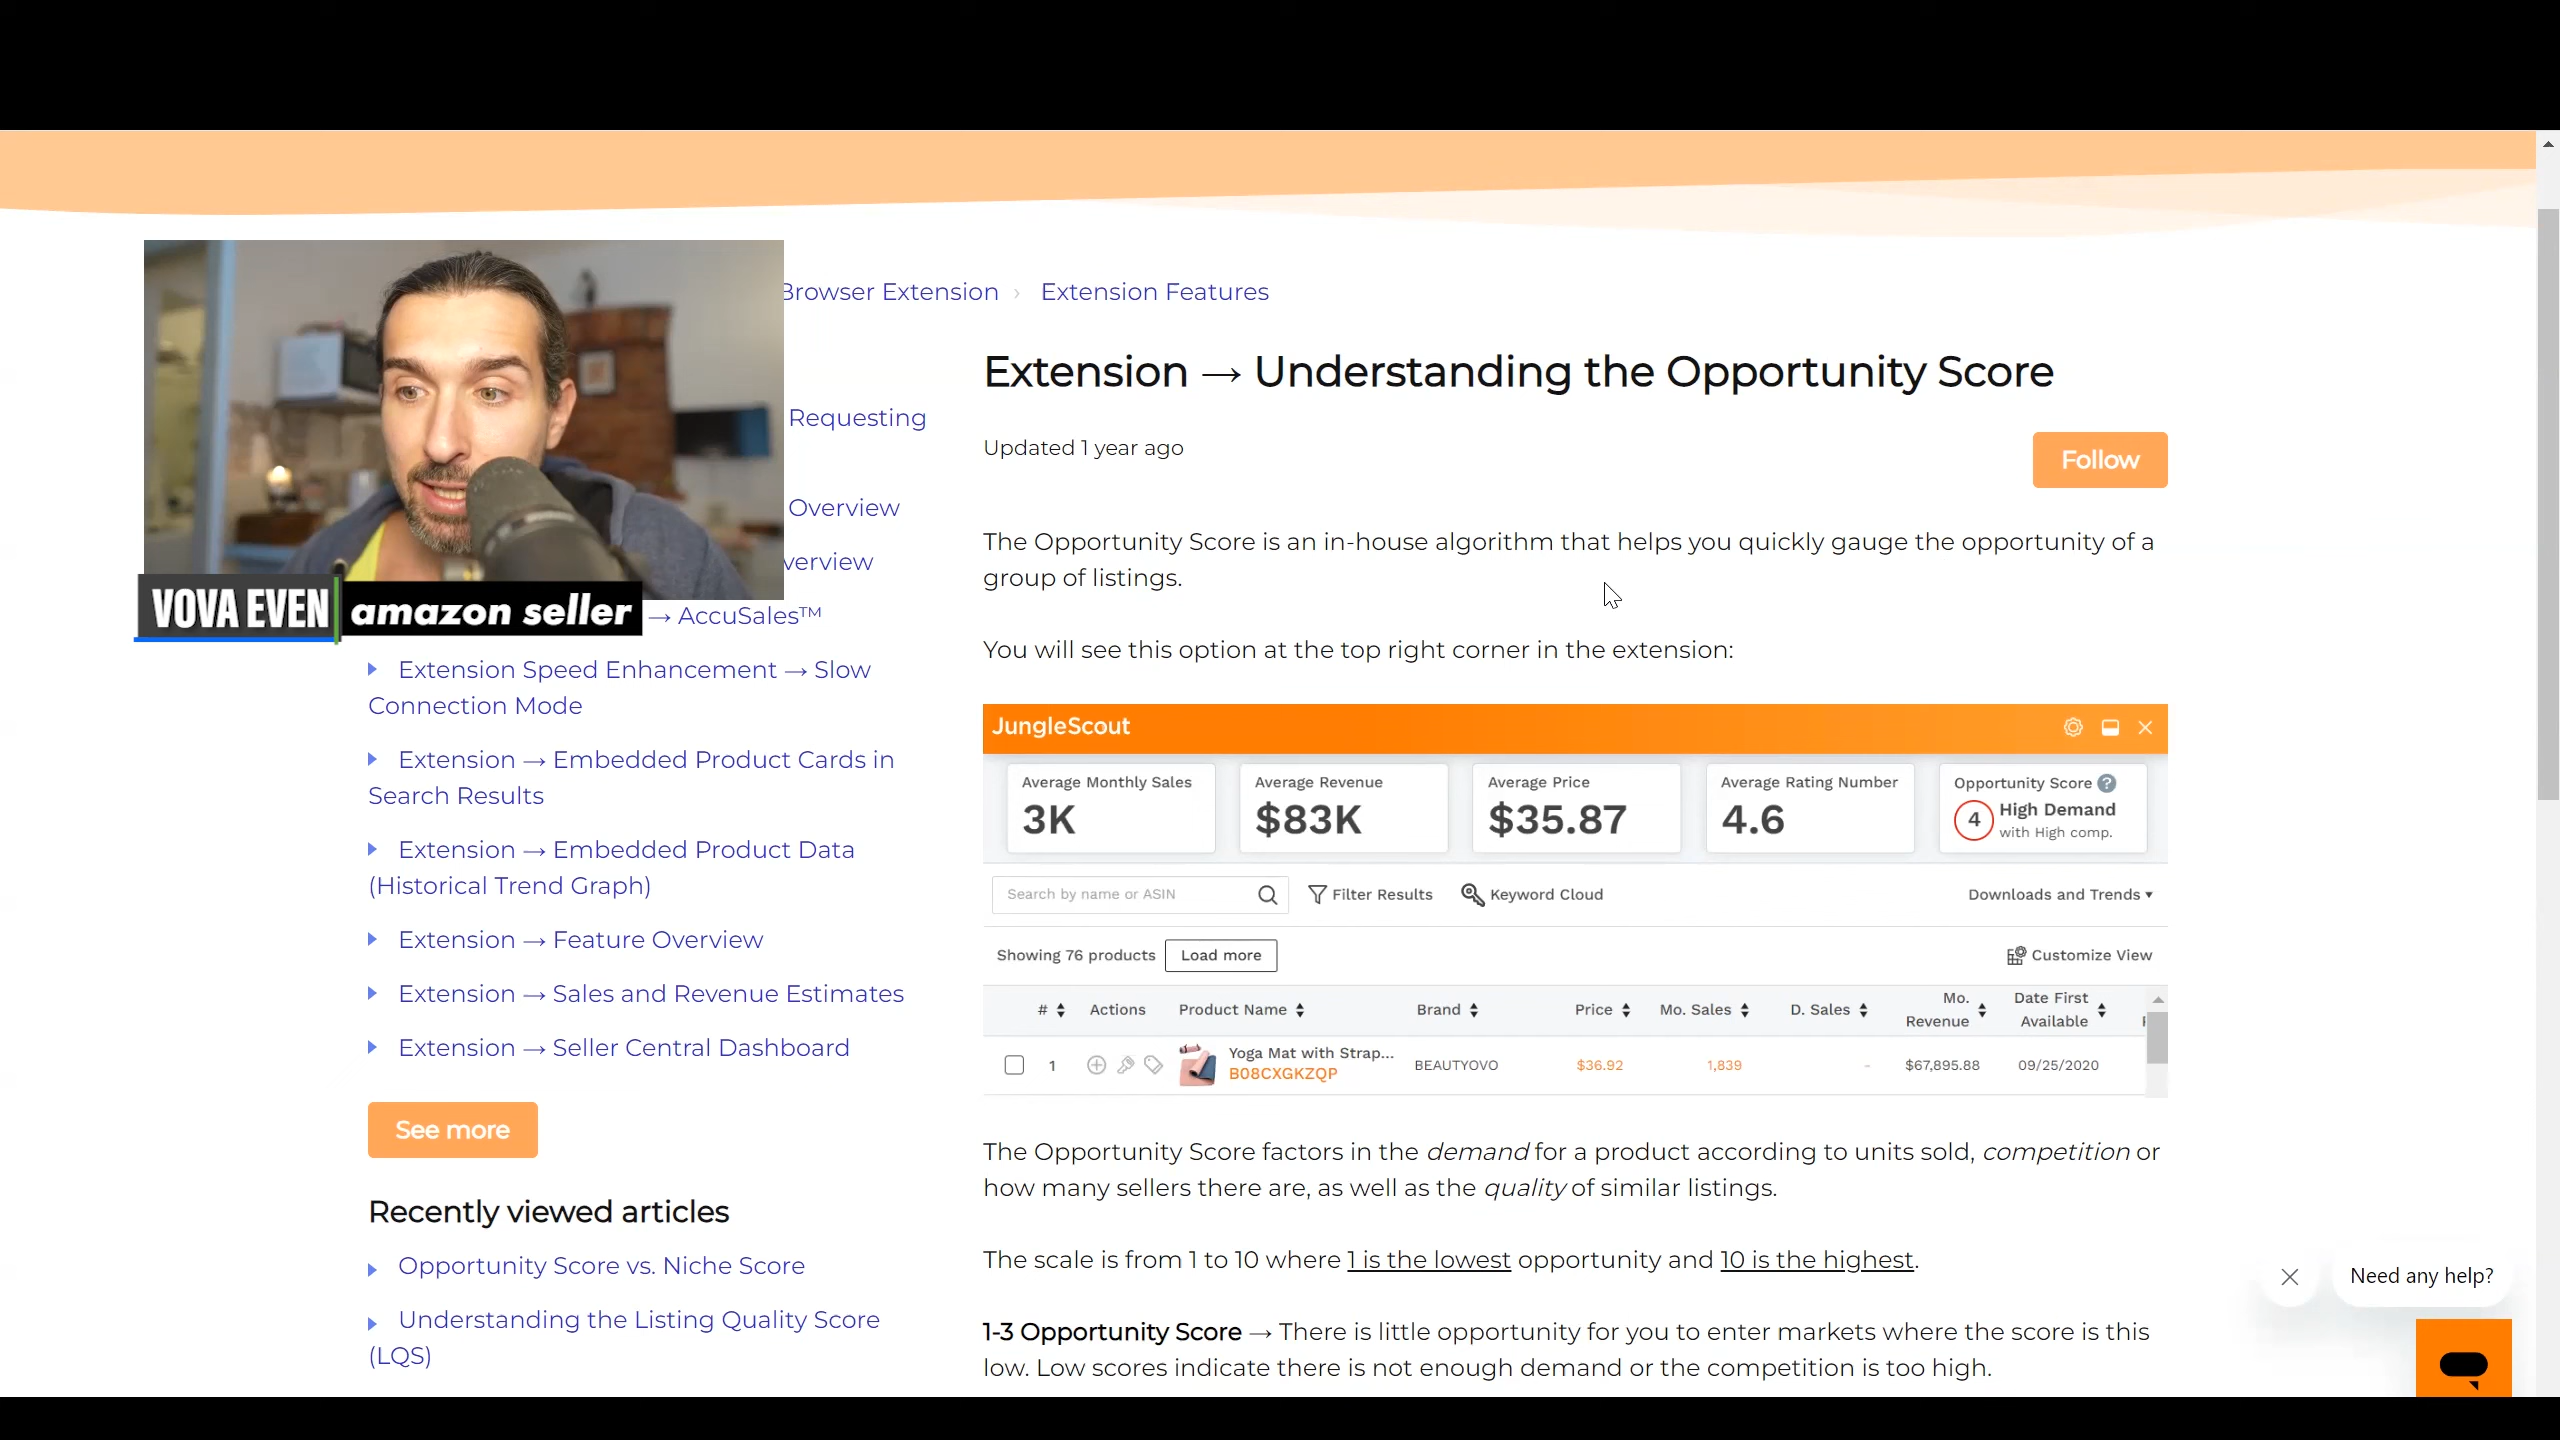 Browser Extension › Extension Features
Requesting
Overview
verview
VOVA EVEN amazon seller
→ AccuSales™
Extension Speed Enhancement → Slow
Connection Mode
Extension → Embedded Product Cards in
Search Results
Extension → Embedded Product Data
(Historical Trend Graph)
Extension → Feature Overview
Extension → Sales and Revenue Estimates
Extension → Seller Central Dashboard
See more
Recently viewed articles
Opportunity Score vs. Niche Score
Understanding the Listing Quality Score
(LQS)
Extension → Understanding the Opportunity Score
Updated 1 year ago
Follow
The Opportunity Score is an in-house algorithm that helps you quickly gauge the opportunity of a
group of listings.
You will see this option at the top right corner in the extension:
JungleScout
Average Monthly Sales
3K
Average Revenue
$83K
Average Price
$35.87
Average Rating Number
4.6
Opportunity Score ?
4 High Demand
with High comp.
Search by name or ASIN
Filter Results
Keyword Cloud
Downloads and Trends
Showing 76 products
Load more
Customize View
# Actions Product Name Brand Price Mo. Sales D. Sales Mo. Revenue Date First Available
1 Yoga Mat with Strap... BEAUTYOVO $36.92 1,839 - $67,895.88 09/25/2020
B08CXGKZQP
The Opportunity Score factors in the demand for a product according to units sold, competition or
how many sellers there are, as well as the quality of similar listings.
The scale is from 1 to 10 where 1 is the lowest opportunity and 10 is the highest.
1-3 Opportunity Score → There is little opportunity for you to enter markets where the score is this
low. Low scores indicate there is not enough demand or the competition is too high.
Need any help?